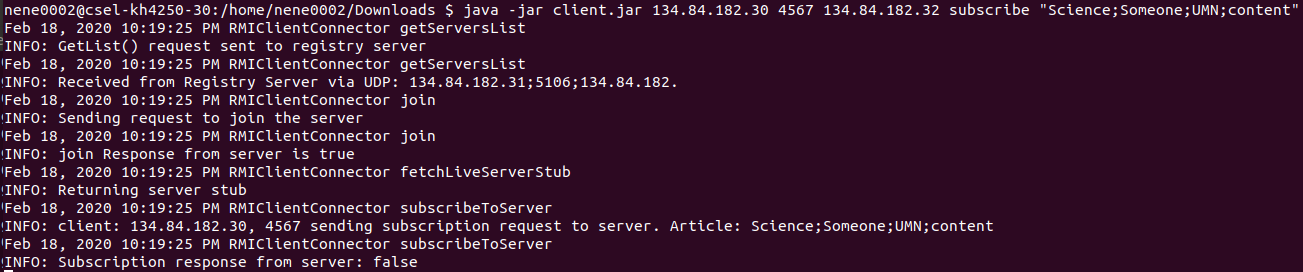 nene0002@csel-kh4250-30:/home/nene0002/Downloads $ java -jar client.jar 134.84.182.30 4567 134.84.182.32 subscribe "Science;Someone;UMN;content"
Feb 18, 2020 10:19:25 PM RMIClientConnector getServersList
INFO: GetList() request sent to registry server
Feb 18, 2020 10:19:25 PM RMIClientConnector getServersList
INFO: Received from Registry Server via UDP: 134.84.182.31;5106;134.84.182.
Feb 18, 2020 10:19:25 PM RMIClientConnector join
INFO: Sending request to join the server
Feb 18, 2020 10:19:25 PM RMIClientConnector join
INFO: join Response from server is true
Feb 18, 2020 10:19:25 PM RMIClientConnector fetchLiveServerStub
INFO: Returning server stub
Feb 18, 2020 10:19:25 PM RMIClientConnector subscribeToServer
INFO: client: 134.84.182.30, 4567 sending subscription request to server. Article: Science;Someone;UMN;content
Feb 18, 2020 10:19:25 PM RMIClientConnector subscribeToServer
INFO: Subscription response from server: false